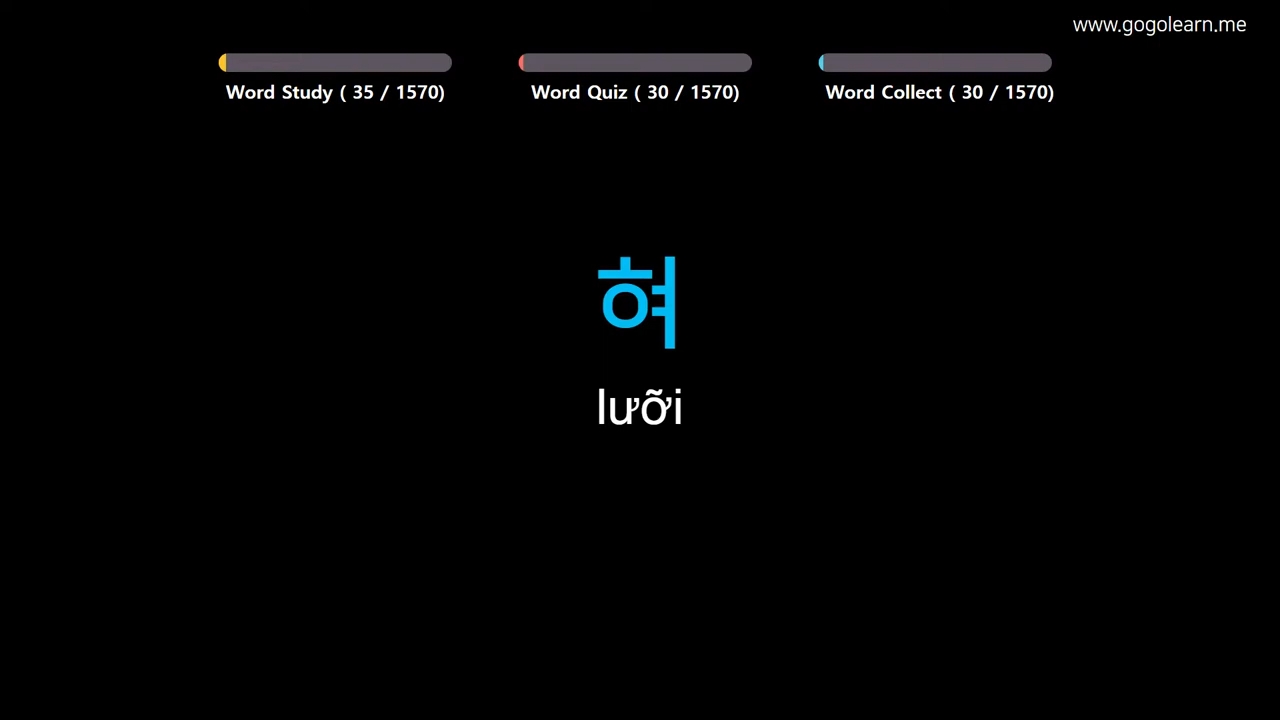 www.gogolearn.me
Word Study ( 35 / 1570)
Word Quiz ( 30 / 1570)
Word Collect ( 30 / 1570)
혀
lưỡi